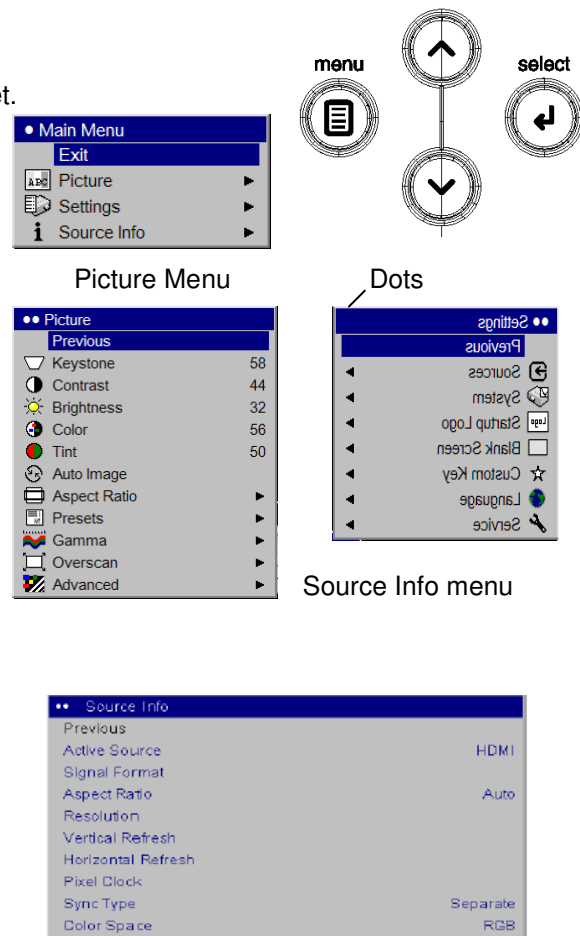 menu
select
et.
• Main Menu
Exit
ABC Picture
Settings
i Source Info
Picture Menu
Dots
•• Picture
Previous
Keystone 58
Contrast 44
Brightness 32
Color 56
Tint 50
Auto Image
Aspect Ratio
Presets
Gamma
Overscan
Advanced
•• Settings
Previous
Sources
System
Logo Startup Logo
Blank Screen
Custom Key
Language
Service
Source Info menu
•• Source Info
Previous
Active Source HDMI
Signal Format
Aspect Ratio Auto
Resolution
Vertical Refresh
Horizontal Refresh
Pixel Clock
Sync Type Separate
Color Space RGB